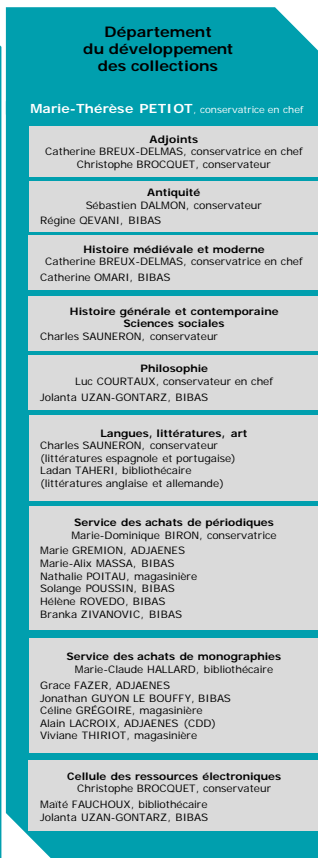 Département
du développement
des collections
Marie-Thérèse PETIOT, conservatrice en chef
Adjoints
Catherine BREUX-DELMAS, conservatrice en chef
Christophe BROCQUET, conservateur
Antiquité
Sébastien DALMON, conservateur
Régine QEVANI, BIBAS
Histoire médiévale et moderne
Catherine BREUX-DELMAS, conservatrice en chef
Catherine OMARI, BIBAS
Histoire générale et contemporaine
Sciences sociales
Charles SAUNERON, conservateur
Philosophie
Luc COURTAUX, conservateur en chef
Jolanta UZAN-GONTARZ, BIBAS
Langues, littératures, art
Charles SAUNERON, conservateur
(littératures espagnole et portugaise)
Ladan TAHERI, bibliothécaire
(littératures anglaise et allemande)
Service des achats de périodiques
Marie-Dominique BIRON, conservatrice
Marie GREMION, ADJAENES
Marie-Alix MASSA, BIBAS
Nathalie POITAU, magasinière
Solange POUSSIN, BIBAS
Hélène ROVEDO, BIBAS
Branka ZIVANOVIC, BIBAS
Service des achats de monographies
Marie-Claude HALLARD, bibliothécaire
Grace FAZER, ADJAENES
Jonathan GUYON LE BOUFFY, BIBAS
Céline GRÉGOIRE, magasinière
Alain LACROIX, ADJAENES (CDD)
Viviane THIRIOT, magasinière
Cellule des ressources électroniques
Christophe BROCQUET, conservateur
Maïté FAUCHOUX, bibliothécaire
Jolanta UZAN-GONTARZ, BIBAS